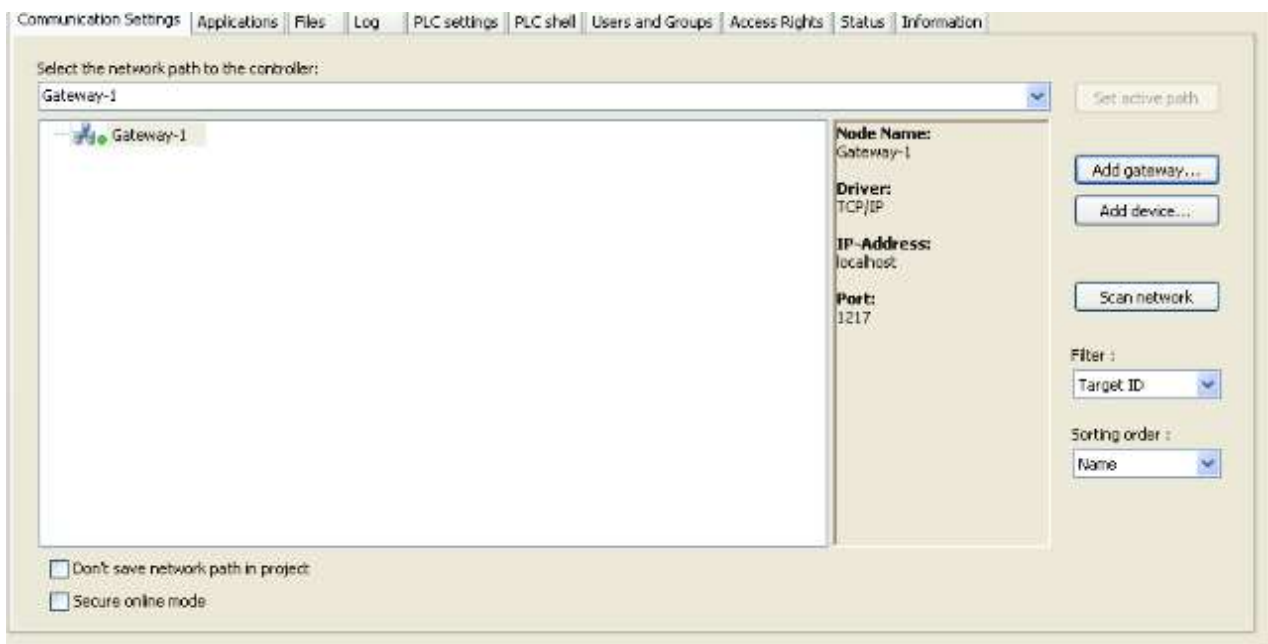 Communication Settings Applications Files Log PLC settings PLC shell Users and Groups Access Rights Status Information
Select the network path to the controller:
Gateway-1
Set active path
Gateway-1
Node Name:
Gateway-1
Driver:
TCP/IP
IP-Address:
localhost
Port:
1217
Add gateway...
Add device...
Scan network
Filter :
Target ID
Sorting order :
Name
Don't save network path in project
Secure online mode